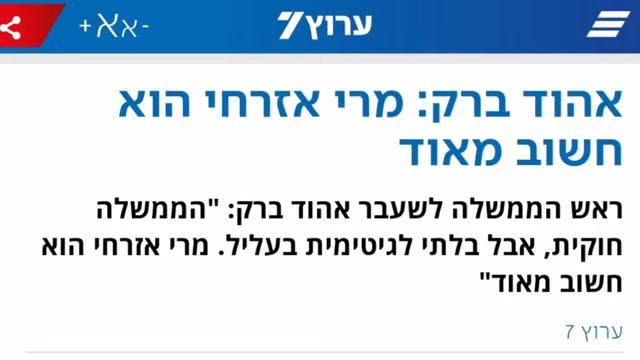 +אאא-
ערוץ 7
אהוד ברק: מרי אזרחי הוא
חשוב מאוד
ראש הממשלה לשעבר אהוד ברק: "הממשלה
חוקית, אבל בלתי לגיטימית בעליל. מרי אזרחי הוא
חשוב מאוד"
ערוץ 7